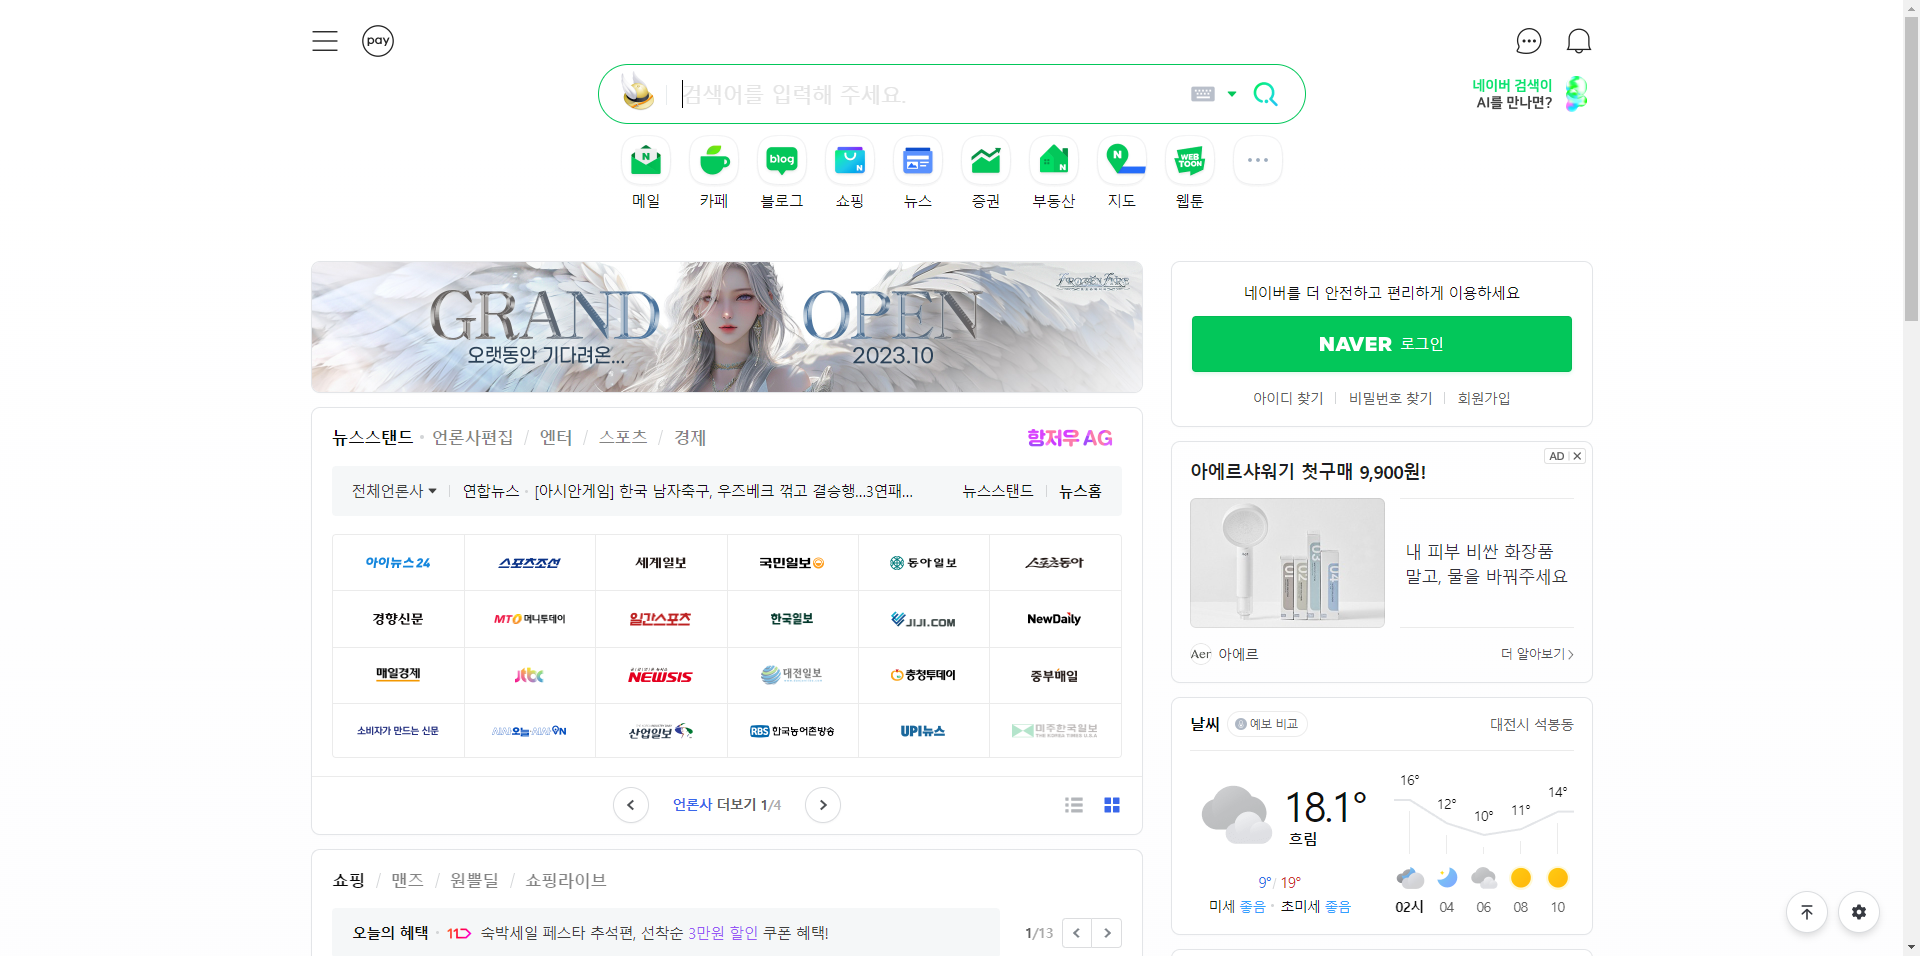 pay
검색어를 입력해 주세요.
네이버 검색이
AI를 만나면?
N
blog
N
N
N
WEB
TOON
메일
카페
블로그
쇼핑
뉴스
증권
부동산
지도
웹툰
GRAND OPEN
오랫동안 기다려온...
2023.10
네이버를 더 안전하고 편리하게 이용하세요
NAVER 로그인
아이디 찾기 | 비밀번호 찾기 | 회원가입
뉴스스탠드 · 언론사편집 / 엔터 / 스포츠 / 경제
항저우 AG
전체언론사 | 연합뉴스 · [아시안게임] 한국 남자축구, 우즈베크 꺾고 결승행...3연패...
뉴스스탠드 | 뉴스홈
아이뉴스24 스포츠조선 세계일보 국민일보 동아일보 스포츠동아
경향신문 MTO머니투데이 일간스포츠 한국일보 JIJI.COM NewDaily
매일경제 jtbc NEWSIS 대전일보 충청투데이 중부매일
소비자가 만드는 신문 산업일보 RBS 한국농어촌방송 UPI뉴스 미주한국일보
THE KOREA TIMES U.S.A
언론사 더보기 1/4
AD
아에르샤워기 첫구매 9,900원!
내 피부 비싼 화장품
말고, 물을 바꿔주세요
Aer 아에르
더 알아보기
날씨 예보 비교
대전시 석봉동
18.1°
흐림
9°/ 19°
미세 좋음 · 초미세 좋음
16° 12° 10° 11° 14°
02시 04 06 08 10
쇼핑 / 맨즈 / 원쁠딜 / 쇼핑라이브
오늘의 혜택 · 11 숙박세일 페스타 추석편, 선착순 3만원 할인 쿠폰 혜택!
1/13